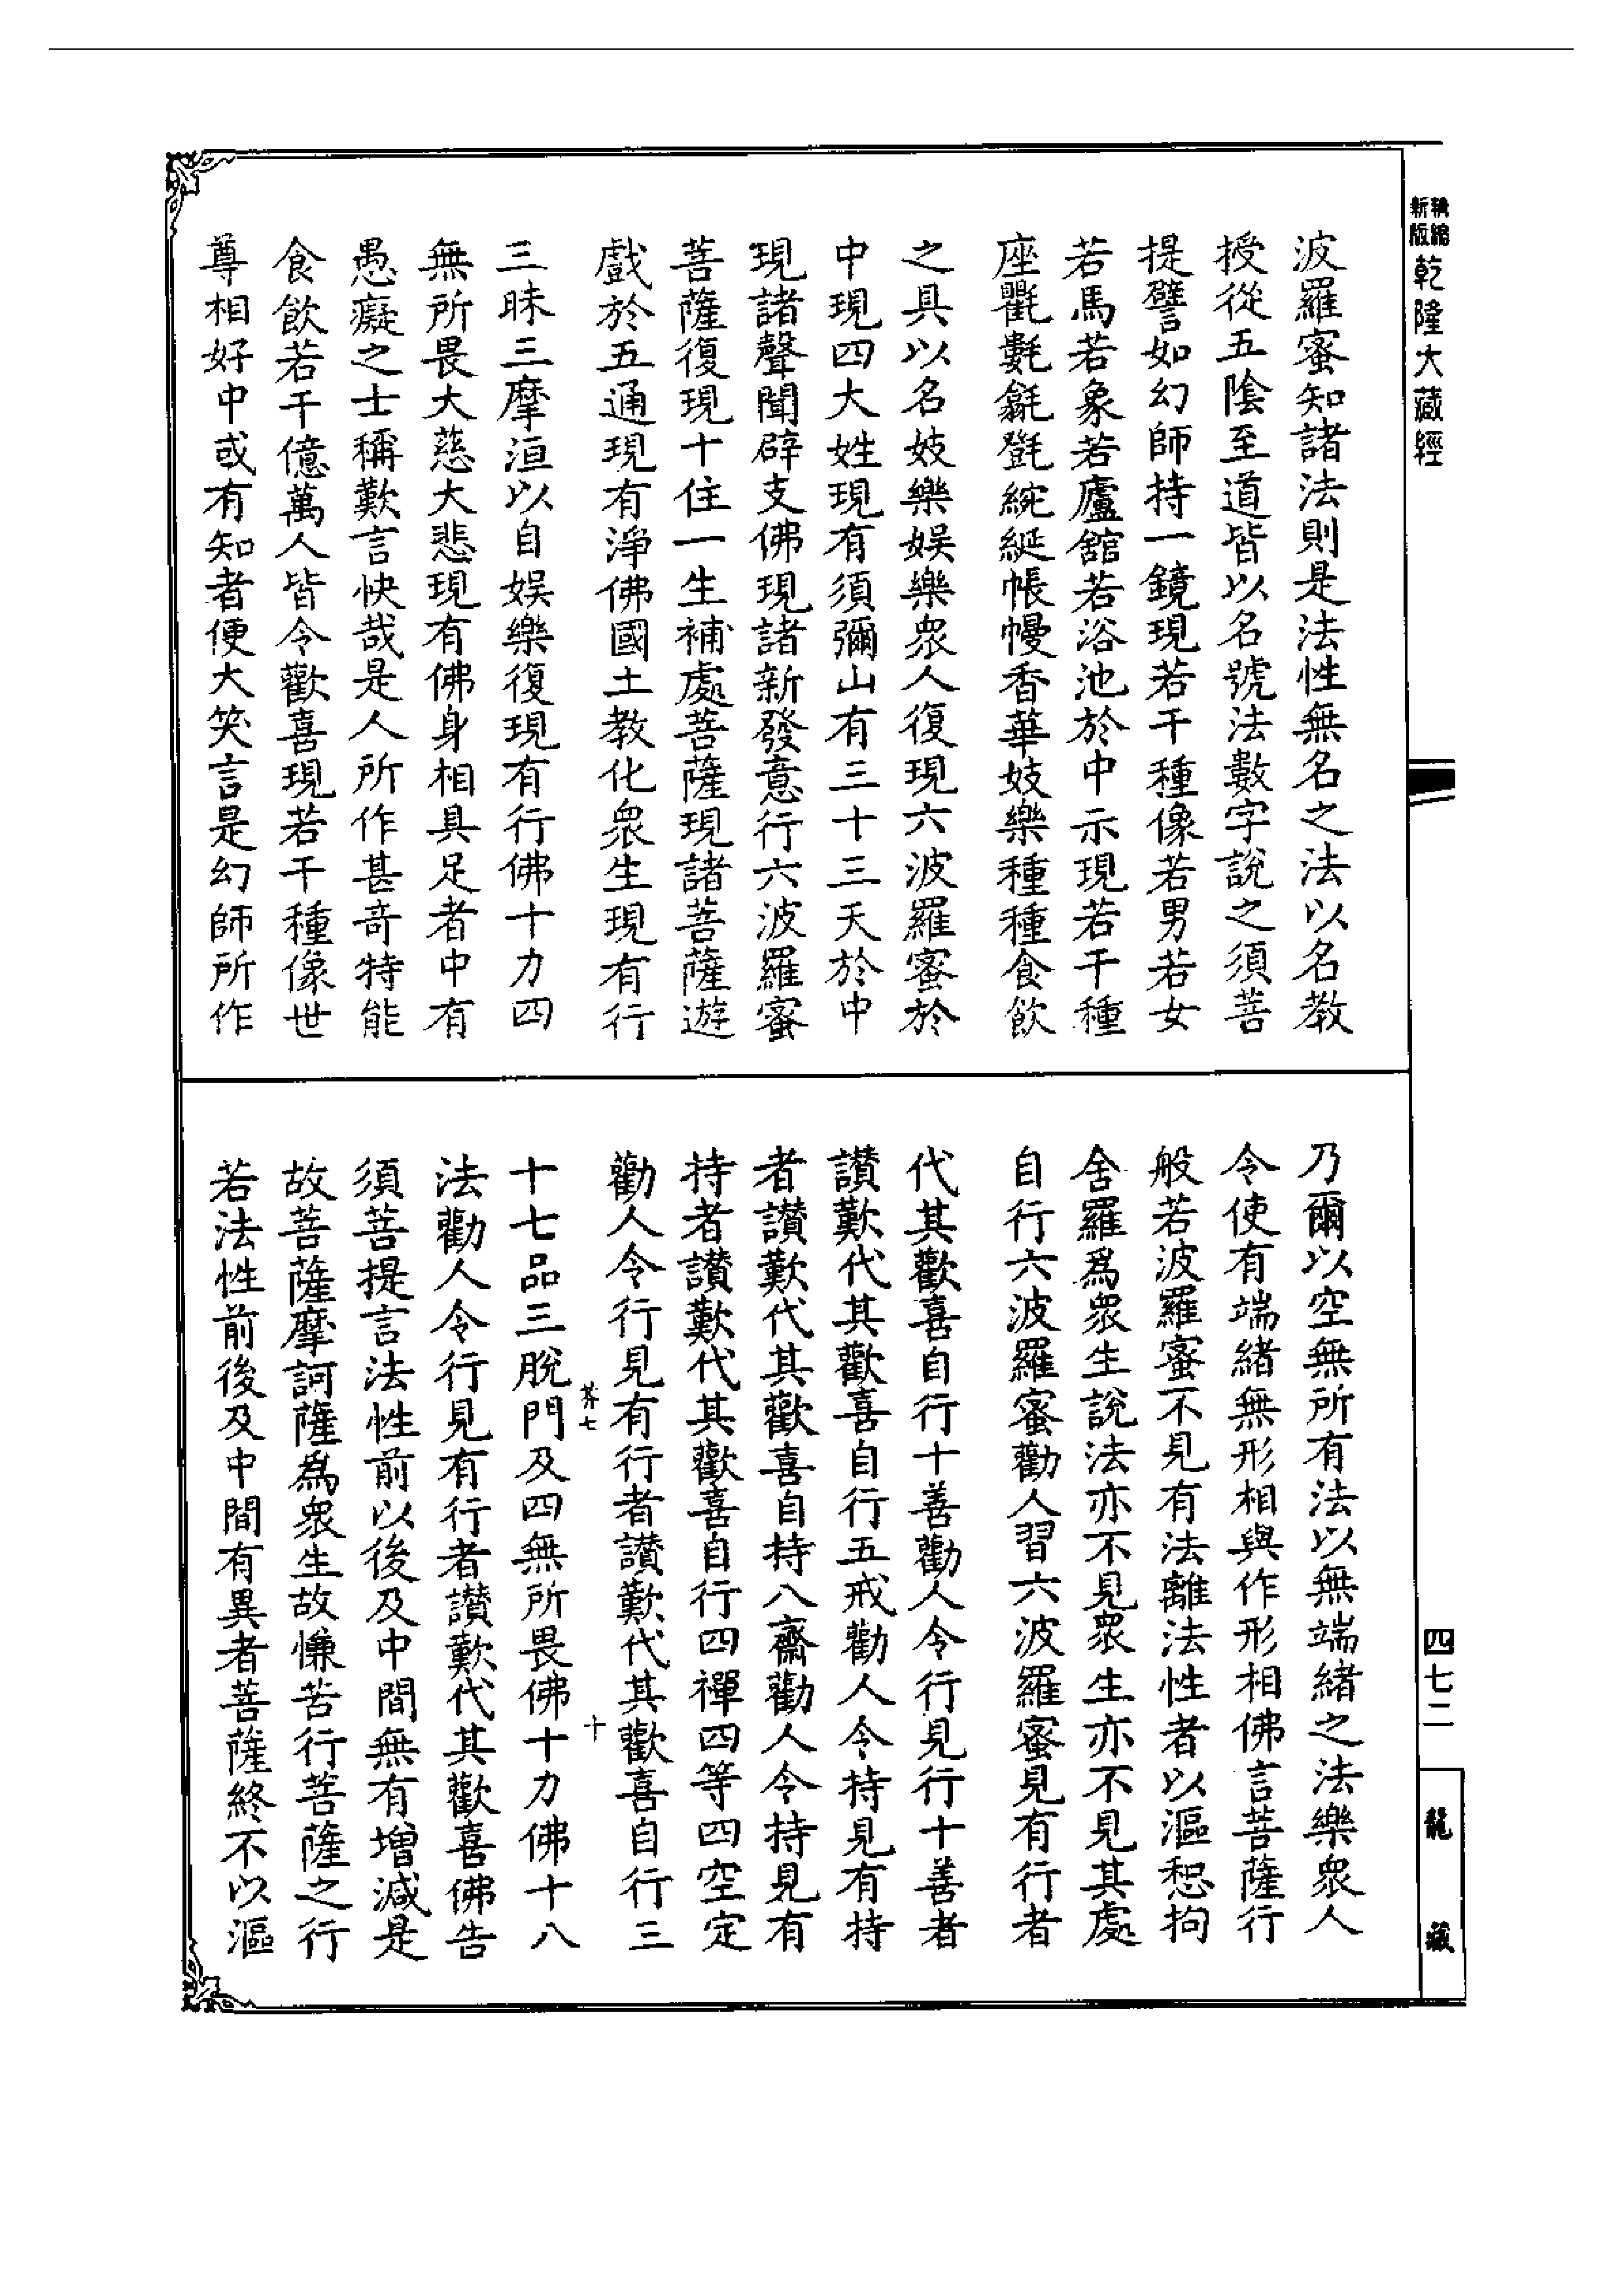 新版精縮乾隆大藏經
波羅蜜知諸法則是法性無名之法以名教
授從五陰至道皆以名號法數字說之須菩
提譬如幻師持一鏡現若干種像若男若女
若馬若象若廬舘若浴池於中示現若干種
座氍𣰽氍㲪綩綖帳幔香華妓樂種種食飲
之具以名妓樂娛樂眾人復現六波羅蜜於
中現四大姓現有須彌山有三十三天於中
現諸聲聞辟支佛現諸新發意行六波羅蜜
菩薩復現十住一生補處菩薩現諸菩薩遊
戲於五通現有淨佛國土教化眾生現有行
三昧三摩洹以自娛樂復現有行佛十力四
無所畏大慈大悲現有佛身相具足者中有
愚癡之士稱歎言快哉是人所作甚奇特能
食飲若干億萬人皆令歡喜現若干種像世
尊相好中或有知者便大笑言是幻師所作
乃爾以空無所有法以無端緒之法樂眾人
令使有端緒無形相與作形相佛言菩薩行
般若波羅蜜不見有法離法性者以漚惒拘
舍羅為眾生說法亦不見眾生亦不見其處
自行六波羅蜜勸人習六波羅蜜見有行者
代其歡喜自行十善勸人令行見行十善者
讚歎代其歡喜自行五戒勸人令持見有持
者讚歎代其歡喜自持八齋勸人令持見有
持者讚歎代其歡喜自行四禪四等四空定
勸人令行見有行者讚歎代其歡喜自行三
芥七 十
十七品三脫門及四無所畏佛十力佛十八
法勸人令行見有行者讚歎代其歡喜佛告
須菩提言法性前以後及中間無有增減是
故菩薩摩訶薩為眾生故慊苦行菩薩之行
若法性前後及中間有異者菩薩終不以漚
四七二
龍藏